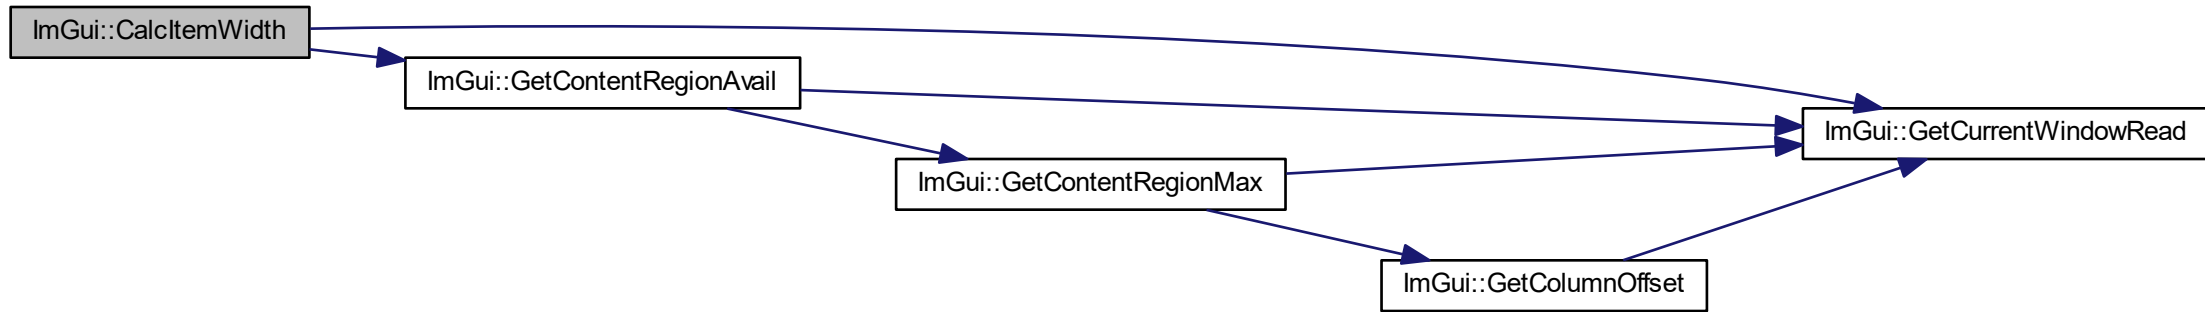 ImGui::CalcItemWidth
ImGui::GetContentRegionAvail
ImGui::GetCurrentWindowRead
ImGui::GetContentRegionMax
ImGui::GetColumnOffset